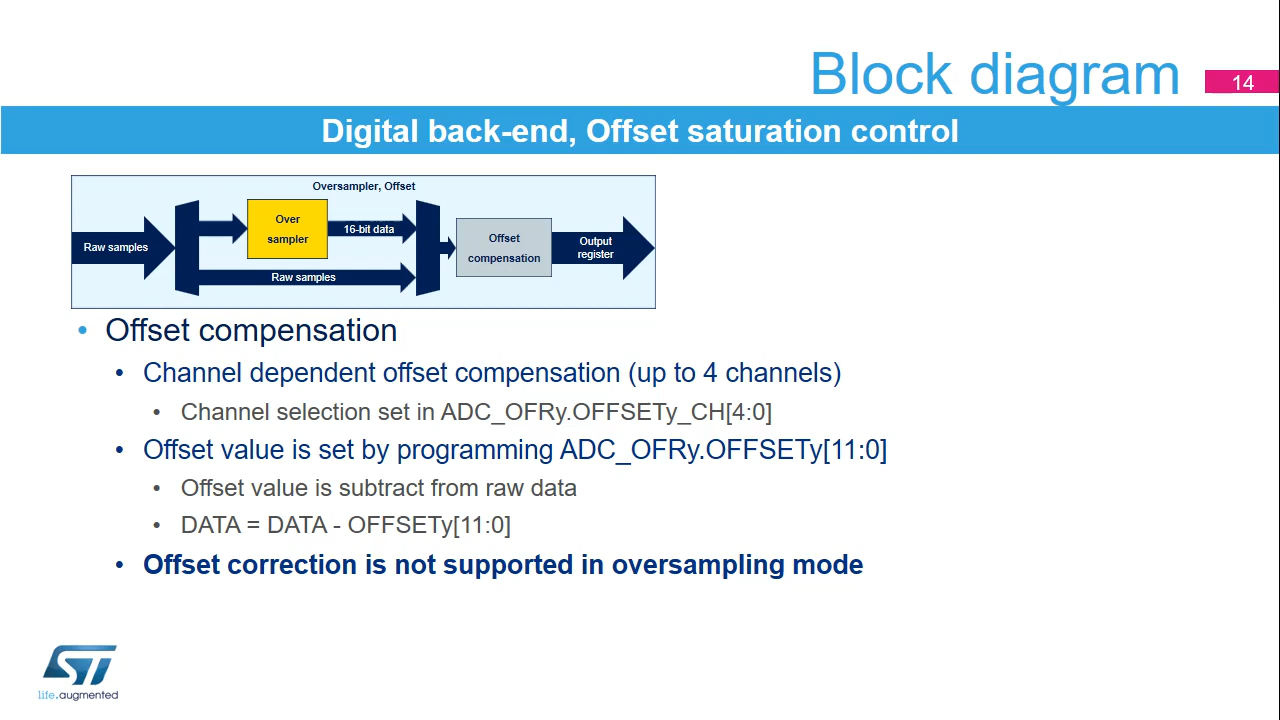 Block diagram
14
Digital back-end, Offset saturation control
Oversampler, Offset
Raw samples
Over
sampler
16-bit data
Raw samples
Offset
compensation
Output
register
• Offset compensation
• Channel dependent offset compensation (up to 4 channels)
• Channel selection set in ADC_OFRy.OFFSETy_CH[4:0]
• Offset value is set by programming ADC_OFRy.OFFSETy[11:0]
• Offset value is subtract from raw data
• DATA = DATA - OFFSETy[11:0]
• Offset correction is not supported in oversampling mode
ST
life.augmented